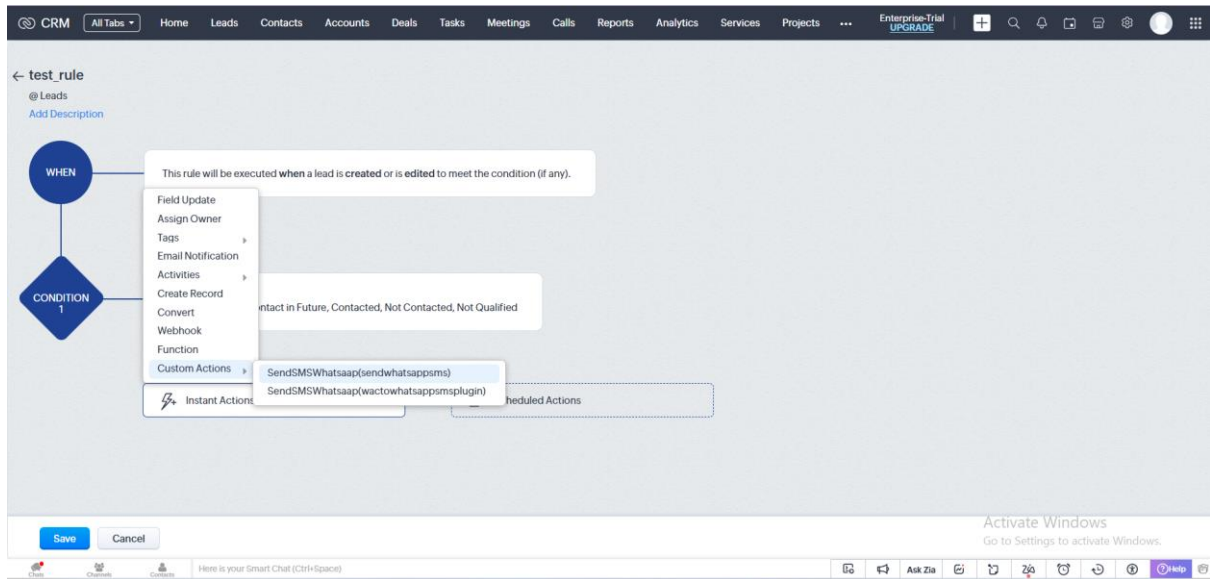 CRM All Tabs Home Leads Contacts Accounts Deals Tasks Meetings Calls Reports Analytics Services Projects ... Enterprise-Trial
UPGRADE
test_rule
@ Leads
Add Description
WHEN
This rule will be executed when a lead is created or is edited to meet the condition (if any).
Field Update
Assign Owner
Tags
Email Notification
Activities
Create Record
Convert
Webhook
Function
Custom Actions
CONDITION
1
ntact in Future, Contacted, Not Contacted, Not Qualified
SendSMSWhatsaap(sendwhatsappsms)
SendSMSWhatsaap(wactowhatsappsmsplugin)
Instant Actions
heduled Actions
Save Cancel
Activate Windows
Go to Settings to activate Windows.
Chats Channels Contacts Here is your Smart Chat (Ctrl+Space) Ask Zia Help